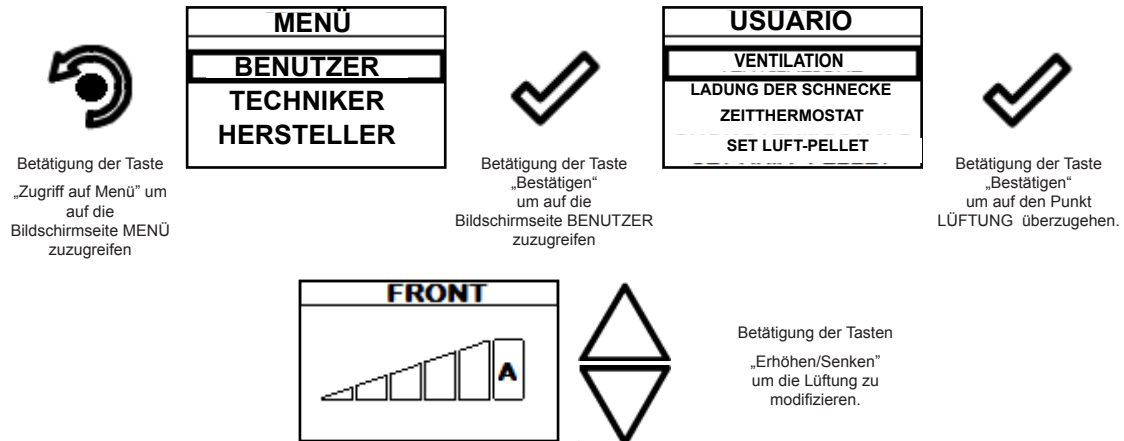 MENÜ
BENUTZER
TECHNIKER
HERSTELLER
USUARIO
VENTILATION
LADUNG DER SCHNECKE
ZEITTHERMOSTAT
SET LUFT-PELLET
Betätigung der Taste
„Zugriff auf Menü” um
auf die
Bildschirmseite MENÜ
zuzugreifen
Betätigung der Taste
„Bestätigen“
um auf die
Bildschirmseite BENUTZER
zuzugreifen
Betätigung der Taste
„Bestätigen“
um auf den Punkt
LÜFTUNG überzugehen.
FRONT
A
Betätigung der Tasten
„Erhöhen/Senken”
um die Lüftung zu
modifizieren.